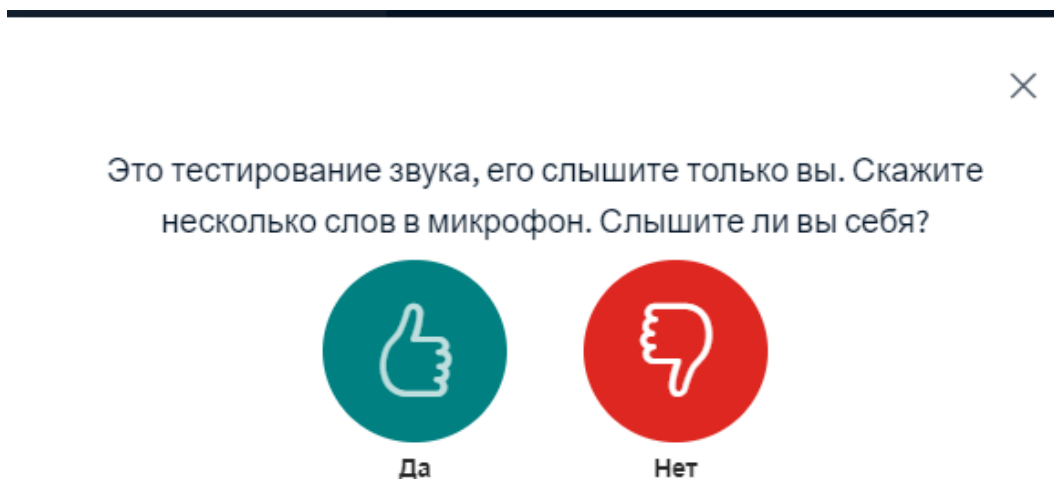 Это тестирование звука, его слышите только вы. Скажите
несколько слов в микрофон. Слышите ли вы себя?
Да
Нет